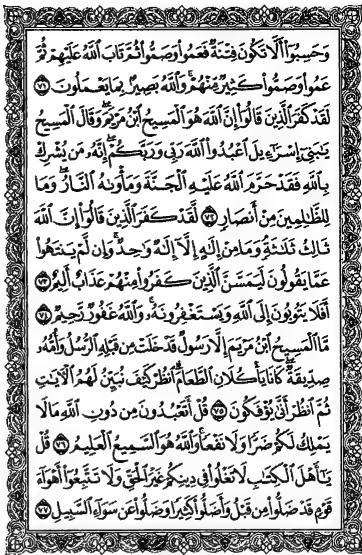 وَحَسِبُوٓا۟ أَلَّا تَكُونَ فِتْنَةٌ فَعَمُوا۟ وَصَمُّوا۟ ثُمَّ تَابَ ٱللَّهُ عَلَيْهِمْ ثُمَّ
عَمُوا۟ وَصَمُّوا۟ كَثِيرٌ مِّنْهُمْ ۚ وَٱللَّهُ بَصِيرٌۢ بِمَا يَعْمَلُونَ ٧١
لَقَدْ كَفَرَ ٱلَّذِينَ قَالُوٓا۟ إِنَّ ٱللَّهَ هُوَ ٱلْمَسِيحُ ٱبْنُ مَرْيَمَ ۖ وَقَالَ ٱلْمَسِيحُ
يَٰبَنِىٓ إِسْرَٰٓءِيلَ ٱعْبُدُوا۟ ٱللَّهَ رَبِّى وَرَبَّكُمْ ۖ إِنَّهُۥ مَن يُشْرِكْ
بِٱللَّهِ فَقَدْ حَرَّمَ ٱللَّهُ عَلَيْهِ ٱلْجَنَّةَ وَمَأْوَىٰهُ ٱلنَّارُ ۖ وَمَا
لِلظَّٰلِمِينَ مِنْ أَنصَارٍ ٧٢ لَّقَدْ كَفَرَ ٱلَّذِينَ قَالُوٓا۟ إِنَّ ٱللَّهَ
ثَالِثُ ثَلَٰثَةٍ ۘ وَمَا مِنْ إِلَٰهٍ إِلَّآ إِلَٰهٌ وَٰحِدٌ ۚ وَإِن لَّمْ يَنتَهُوا۟
عَمَّا يَقُولُونَ لَيَمَسَّنَّ ٱلَّذِينَ كَفَرُوا۟ مِنْهُمْ عَذَابٌ أَلِيمٌ ٧٣
أَفَلَا يَتُوبُونَ إِلَى ٱللَّهِ وَيَسْتَغْفِرُونَهُۥ ۚ وَٱللَّهُ غَفُورٌ رَّحِيمٌ ٧٤
مَّا ٱلْمَسِيحُ ٱبْنُ مَرْيَمَ إِلَّا رَسُولٌ قَدْ خَلَتْ مِن قَبْلِهِ ٱلرُّسُلُ وَأُمُّهُۥ
صِدِّيقَةٌ ۖ كَانَا يَأْكُلَانِ ٱلطَّعَامَ ۗ ٱنظُرْ كَيْفَ نُبَيِّنُ لَهُمُ ٱلْءَايَٰتِ
ثُمَّ ٱنظُرْ أَنَّىٰ يُؤْفَكُونَ ٧٥ قُلْ أَتَعْبُدُونَ مِن دُونِ ٱللَّهِ مَا لَا
يَمْلِكُ لَكُمْ ضَرًّا وَلَا نَفْعًا ۚ وَٱللَّهُ هُوَ ٱلسَّمِيعُ ٱلْعَلِيمُ ٧٦ قُلْ
يَٰٓأَهْلَ ٱلْكِتَٰبِ لَا تَغْلُوا۟ فِى دِينِكُمْ غَيْرَ ٱلْحَقِّ وَلَا تَتَّبِعُوٓا۟ أَهْوَآءَ
قَوْمٍ قَدْ ضَلُّوا۟ مِن قَبْلُ وَأَضَلُّوا۟ كَثِيرًا وَضَلُّوا۟ عَن سَوَآءِ ٱلسَّبِيلِ ٧٧